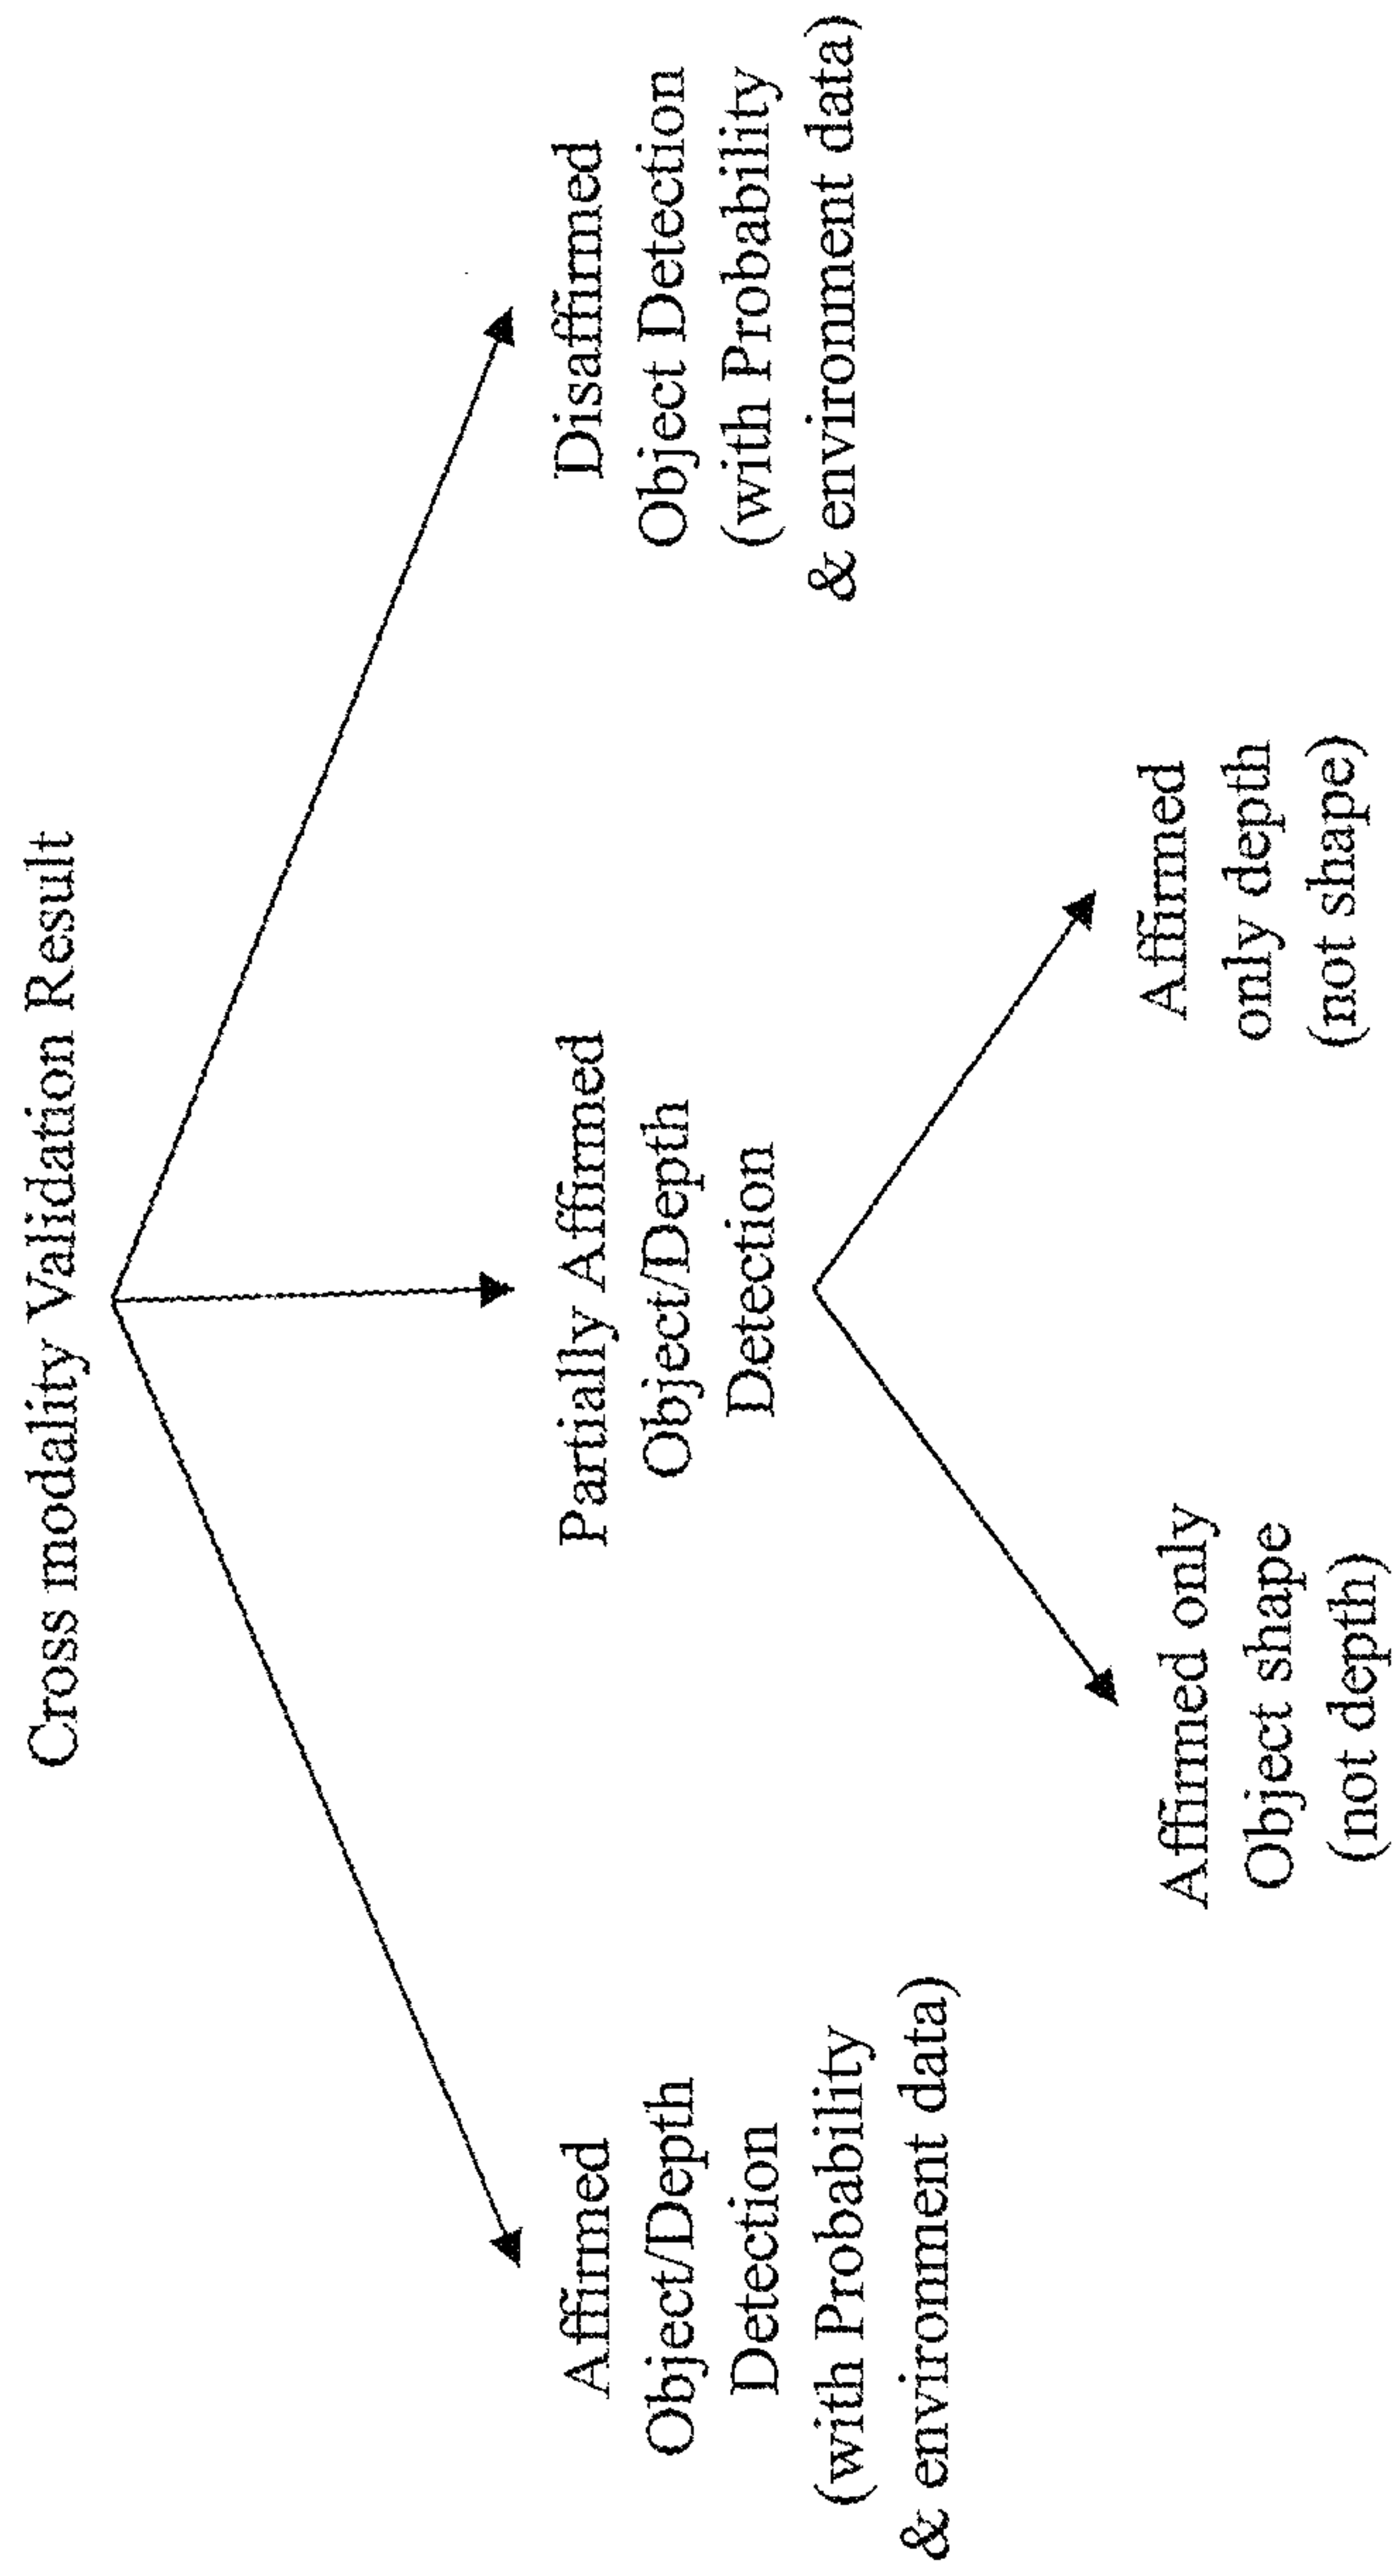 Cross modality Validation Result
Affirmed
Object/Depth
Detection
(with Probability
& environment data)
Partially Affirmed
Object/Depth
Detection
Disaffirmed
Object Detection
(with Probability
& environment data)
Affirmed only
Object shape
(not depth)
Affirmed
only depth
(not shape)